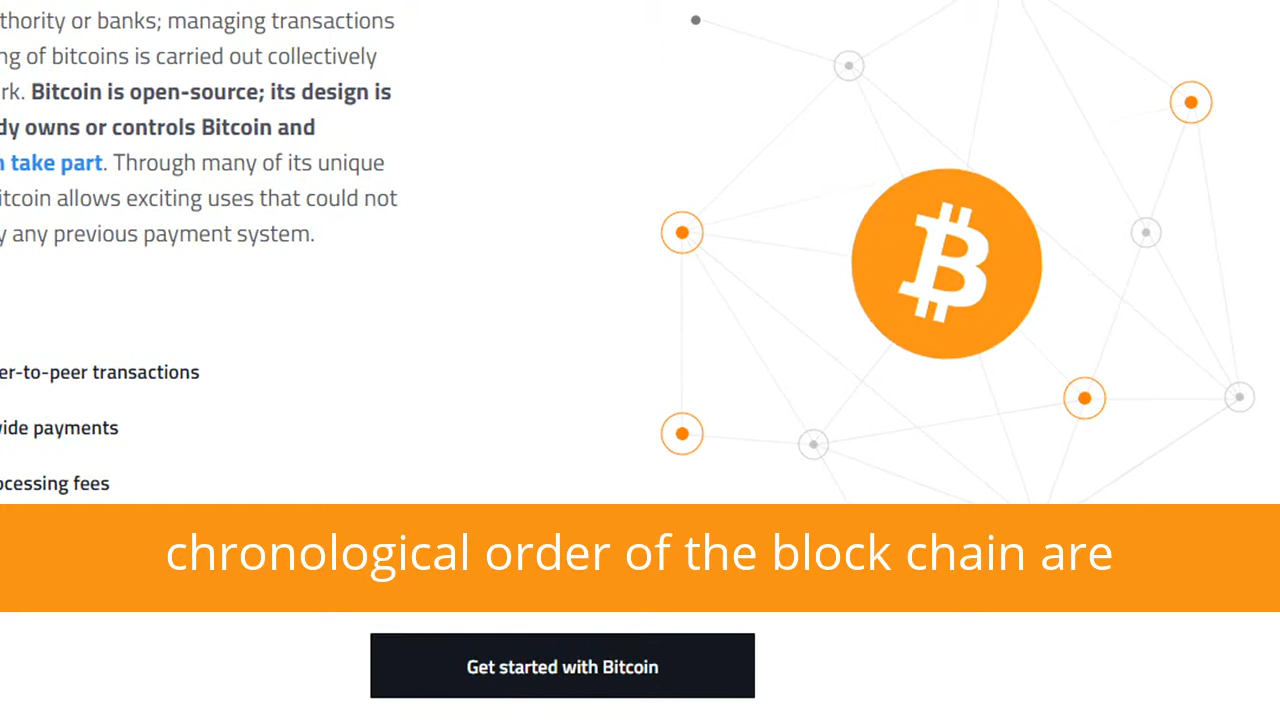 thority or banks; managing transactions
ng of bitcoins is carried out collectively
rk. Bitcoin is open-source; its design is
dy owns or controls Bitcoin and
n take part. Through many of its unique
itcoin allows exciting uses that could not
y any previous payment system.
er-to-peer transactions
wide payments
ocessing fees
chronological order of the block chain are
Get started with Bitcoin